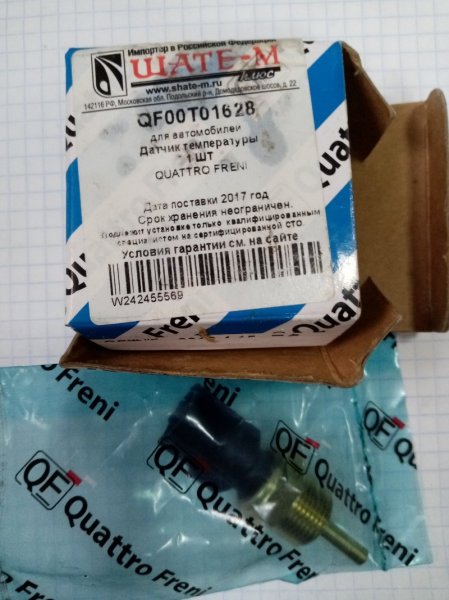 Импортер в Российской Федерации
ШАТЕ-М
плюс
www.shate-m.ru
142116 РФ, Московская обл. Подольский р-н, Домодедовской шоссе, д. 22
QF00T01628
для автомобилей
Датчик температуры
1 ШТ
QUATTRO FRENI
Дата поставки 2017 год
Срок хранения неограничен.
Подлежит установке только квалифицированным
специалистом на сертифицированной СТО
Условия гарантии см. на сайте
W242455569
Quattro Freni
QF Quattro Freni
QF Quattro Freni